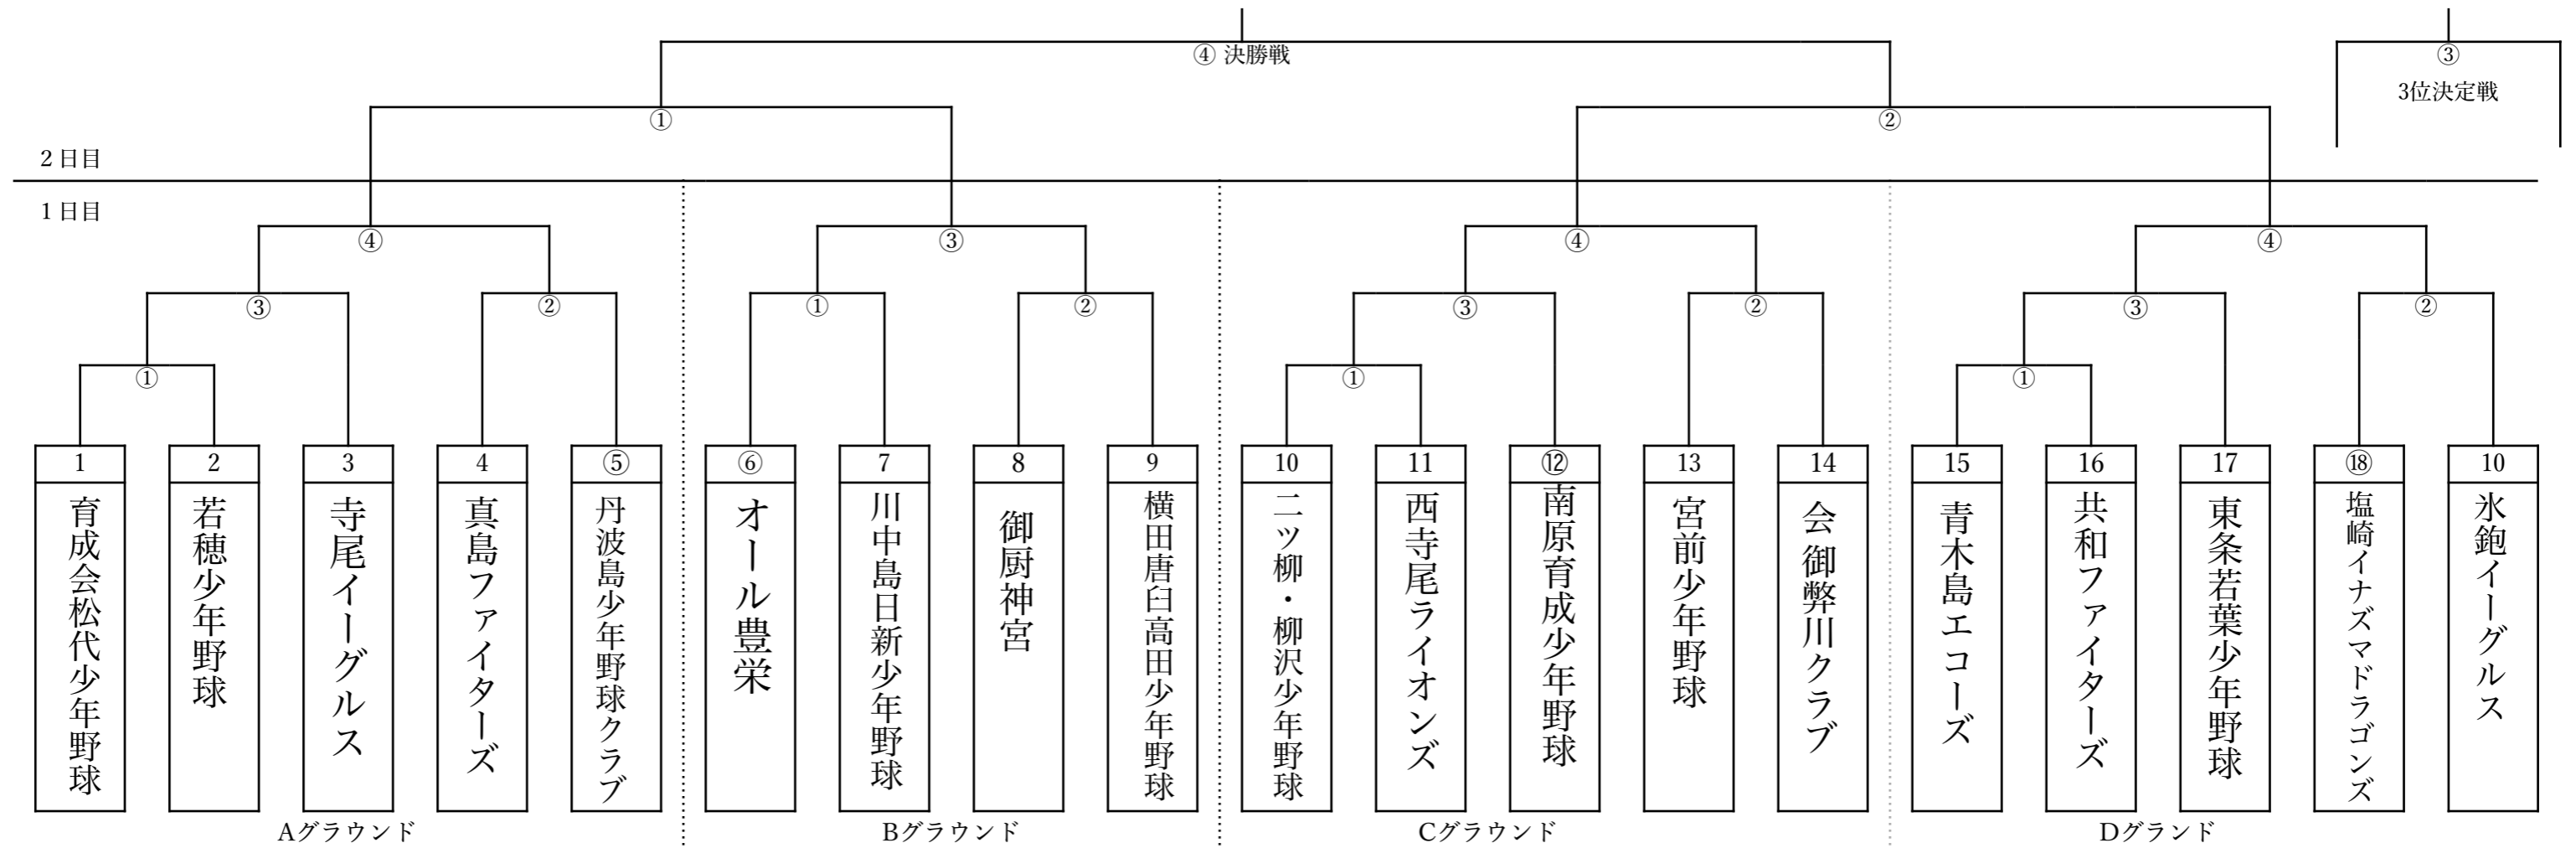 ④ 決勝戦
③
3位決定戦
①
②
２日目
１日目
④
③
④
④
③
②
①
②
③
②
③
②
①
①
①
1
2
3
4
⑤
⑥
7
8
9
10
11
⑫
13
14
15
16
17
⑱
10
育成会松代少年野球
若穂少年野球
寺尾イーグルス
真島ファイターズ
丹波島少年野球クラブ
オール豊栄
川中島日新少年野球
御厨神宮
横田唐臼高田少年野球
二ツ柳・柳沢少年野球
西寺尾ライオンズ
南原育成少年野球
宮前少年野球
会 御弊川クラブ
青木島エコーズ
共和ファイターズ
東条若葉少年野球
塩崎イナズマドラゴンズ
氷鉋イーグルス
Aグラウンド
Bグラウンド
Cグラウンド
Dグランド